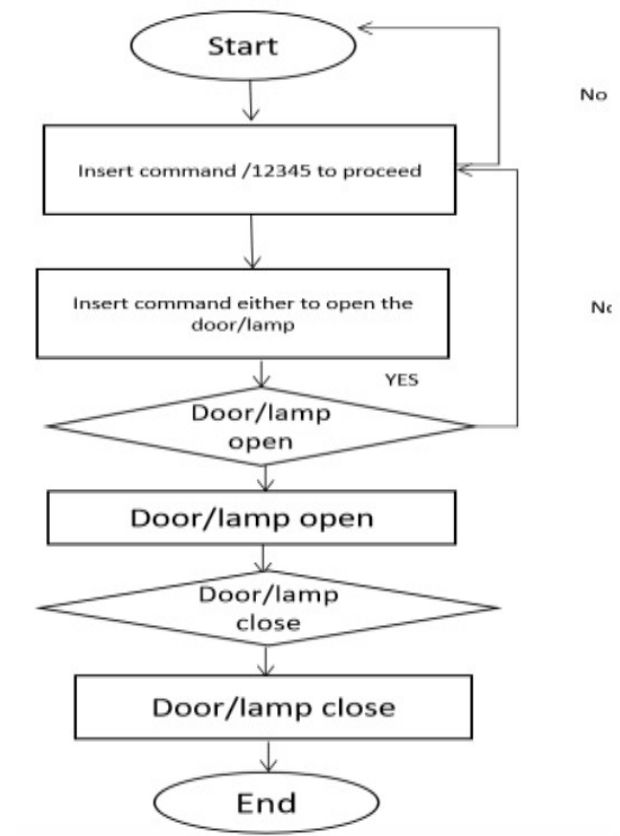 Start
No
Insert command /12345 to proceed
Insert command either to open the
door/lamp
YES
Door/lamp
open
Door/lamp open
Door/lamp
close
Door/lamp close
End